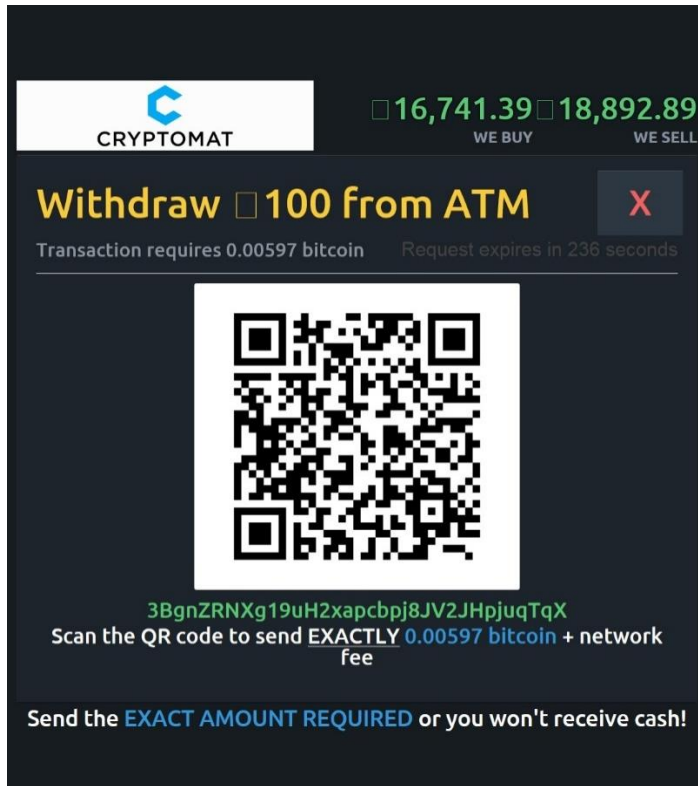 CRYPTOMAT
□16,741.39 □18,892.89
WE BUY WE SELL
Withdraw □100 from ATM X
Transaction requires 0.00597 bitcoin Request expires in 236 seconds
3BgnZRNXg19uH2xapcbpj8JV2JHpjuqTqX
Scan the QR code to send EXACTLY 0.00597 bitcoin + network
fee
Send the EXACT AMOUNT REQUIRED or you won't receive cash!